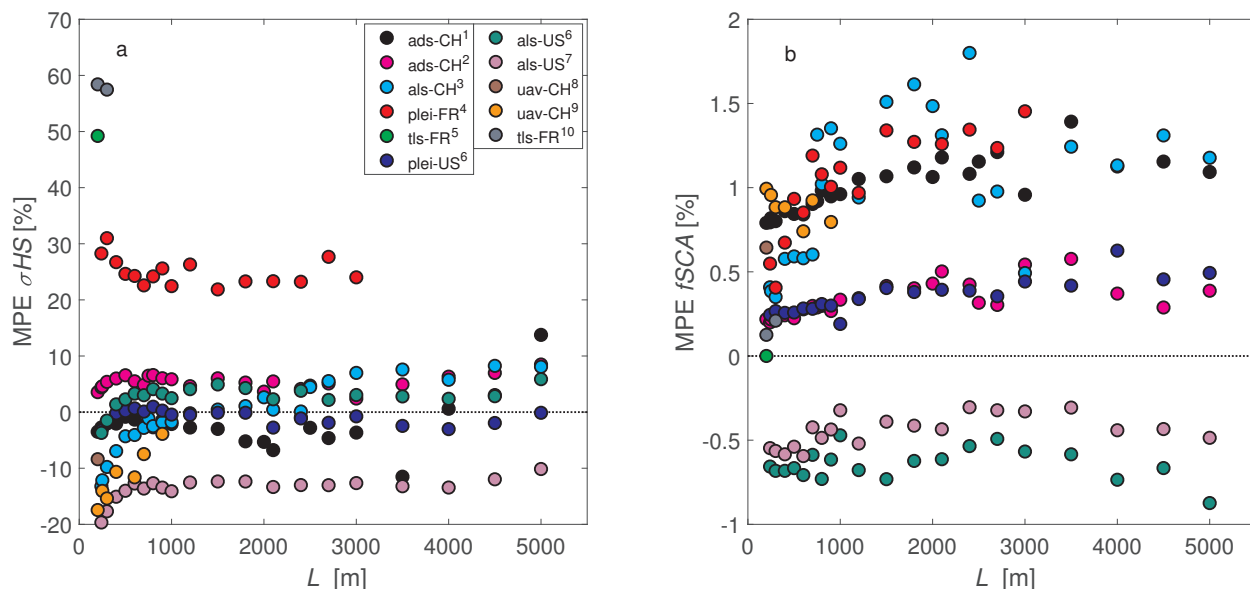 a
MPE σHS [%]
70
60
50
40
30
20
10
0
-10
-20
0
1000
2000
3000
4000
5000
L [m]
ads-CH¹
ads-CH²
als-CH³
plei-FR⁴
tls-FR⁵
plei-US⁶
als-US⁶
als-US⁷
uav-CH⁸
uav-CH⁹
tls-FR¹⁰
b
MPE fSCA [%]
2
1.5
1
0.5
0
-0.5
-1
0
1000
2000
3000
4000
5000
L [m]